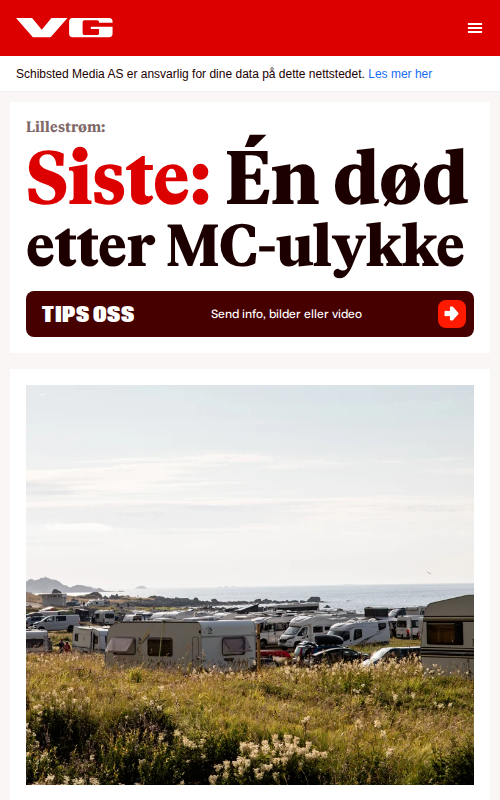 VG
Schibsted Media AS er ansvarlig for dine data på dette nettstedet. Les mer her
Lillestrøm:
Siste: Én død
etter MC-ulykke
TIPS OSS
Send info, bilder eller video